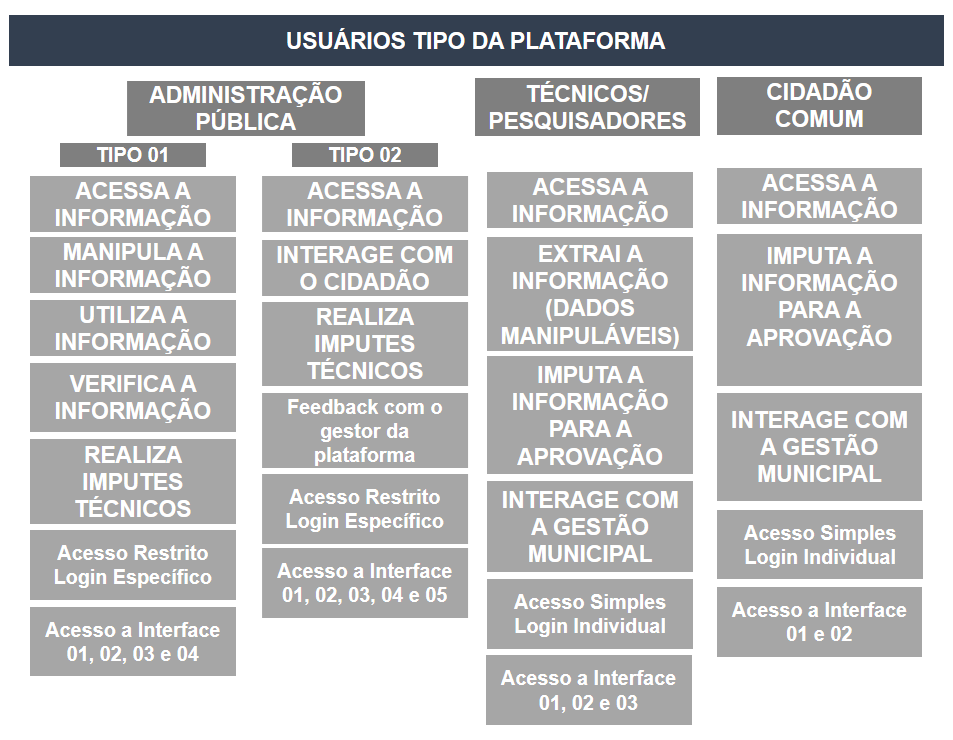 USUÁRIOS TIPO DA PLATAFORMA
ADMINISTRAÇÃO
PÚBLICA
TIPO 01
ACESSA A
INFORMAÇÃO
MANIPULA A
INFORMAÇÃO
UTILIZA A
INFORMAÇÃO
VERIFICA A
INFORMAÇÃO
REALIZA
IMPUTES
TÉCNICOS
Acesso Restrito
Login Específico
Acesso a Interface
01, 02, 03 e 04
TIPO 02
ACESSA A
INFORMAÇÃO
INTERAGE COM
O CIDADÃO
REALIZA
IMPUTES
TÉCNICOS
Feedback com o
gestor da
plataforma
Acesso Restrito
Login Específico
Acesso a Interface
01, 02, 03, 04 e 05
TÉCNICOS/
PESQUISADORES
ACESSA A
INFORMAÇÃO
EXTRAI A
INFORMAÇÃO
(DADOS
MANIPULÁVEIS)
IMPUTA A
INFORMAÇÃO
PARA A
APROVAÇÃO
INTERAGE COM
A GESTÃO
MUNICIPAL
Acesso Simples
Login Individual
Acesso a Interface
01, 02 e 03
CIDADÃO
COMUM
ACESSA A
INFORMAÇÃO
IMPUTA A
INFORMAÇÃO
PARA A
APROVAÇÃO
INTERAGE COM
A GESTÃO
MUNICIPAL
Acesso Simples
Login Individual
Acesso a Interface
01 e 02